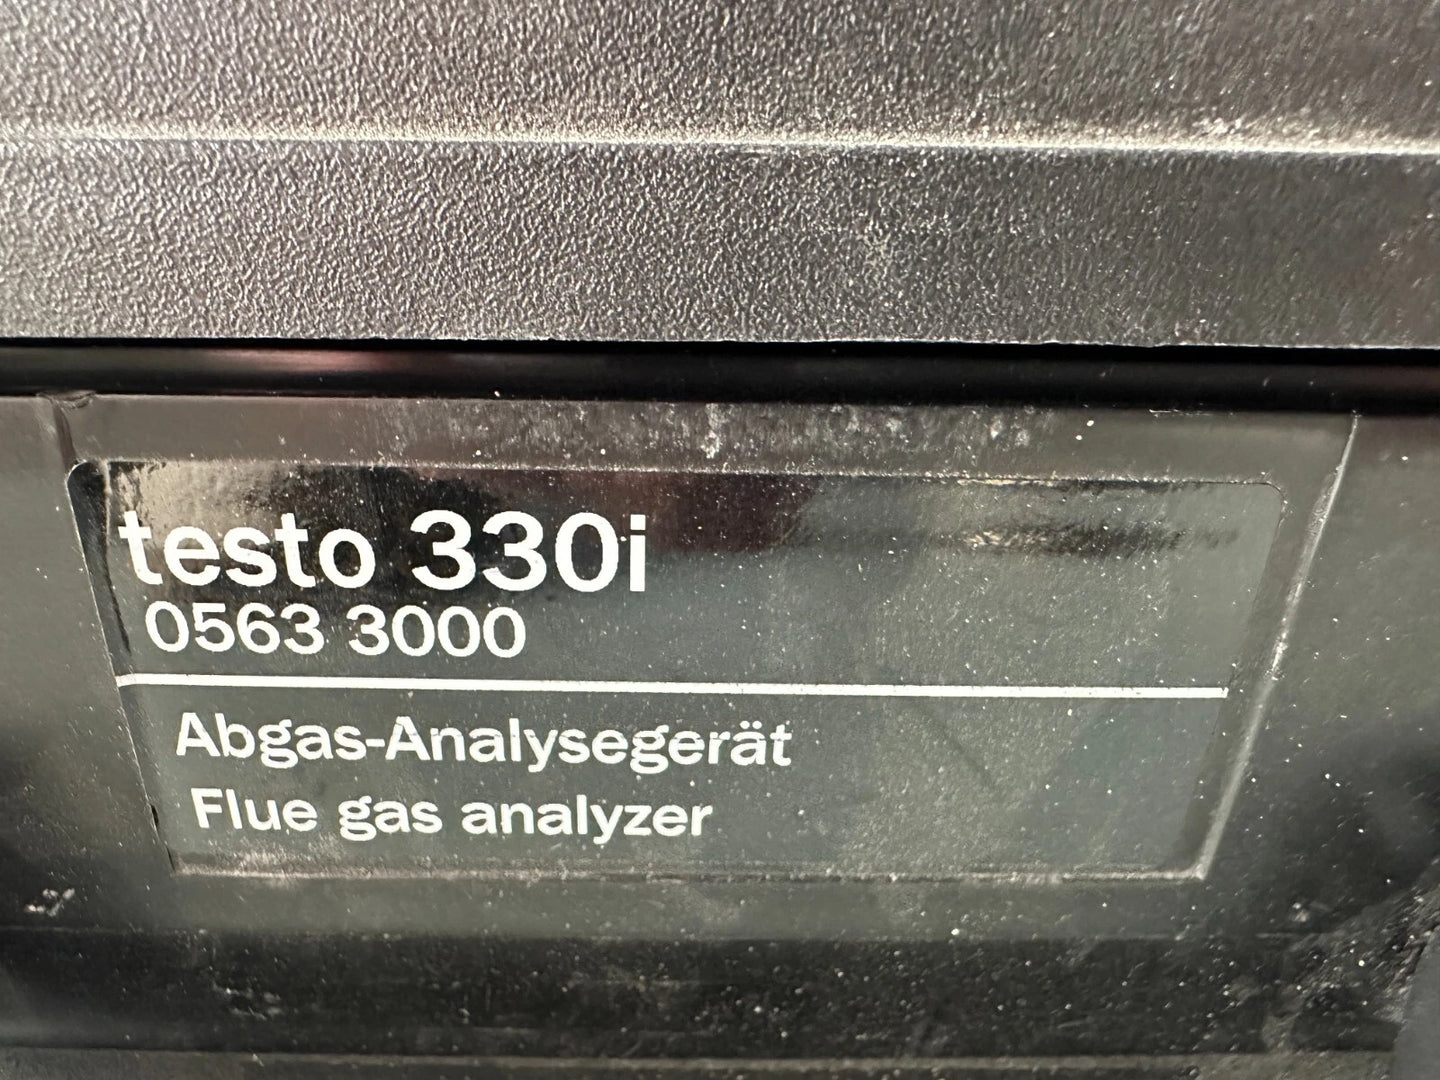 testo 330i
0563 3000
Abgas-Analysegerät
Flue gas analyzer